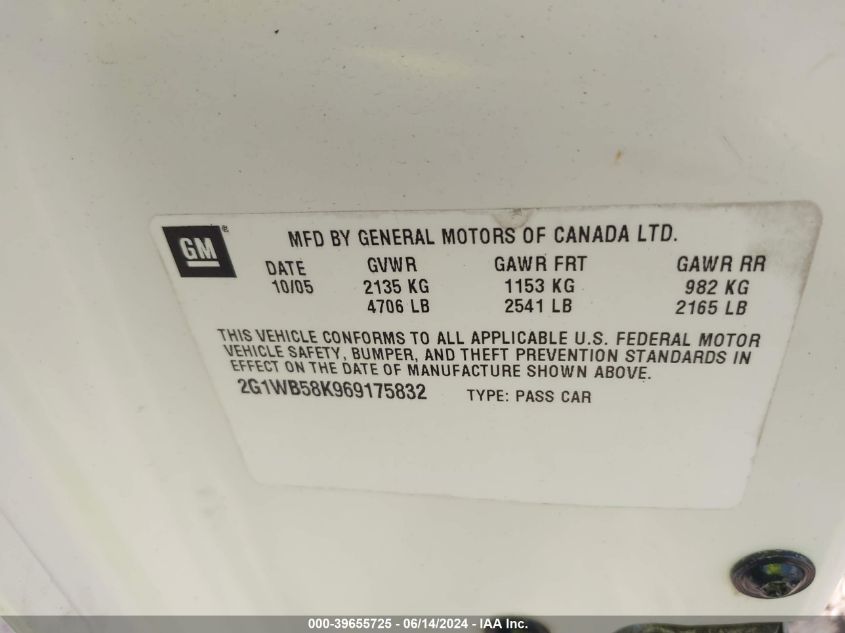 GM®
MFD BY GENERAL MOTORS OF CANADA LTD.
DATE GVWR GAWR FRT GAWR RR
10/05 2135 KG 1153 KG 982 KG
4706 LB 2541 LB 2165 LB
THIS VEHICLE CONFORMS TO ALL APPLICABLE U.S. FEDERAL MOTOR
VEHICLE SAFETY, BUMPER, AND THEFT PREVENTION STANDARDS IN
EFFECT ON THE DATE OF MANUFACTURE SHOWN ABOVE.
2G1WB58K969175832 TYPE: PASS CAR
000-39655725 - 06/14/2024 - IAA Inc.